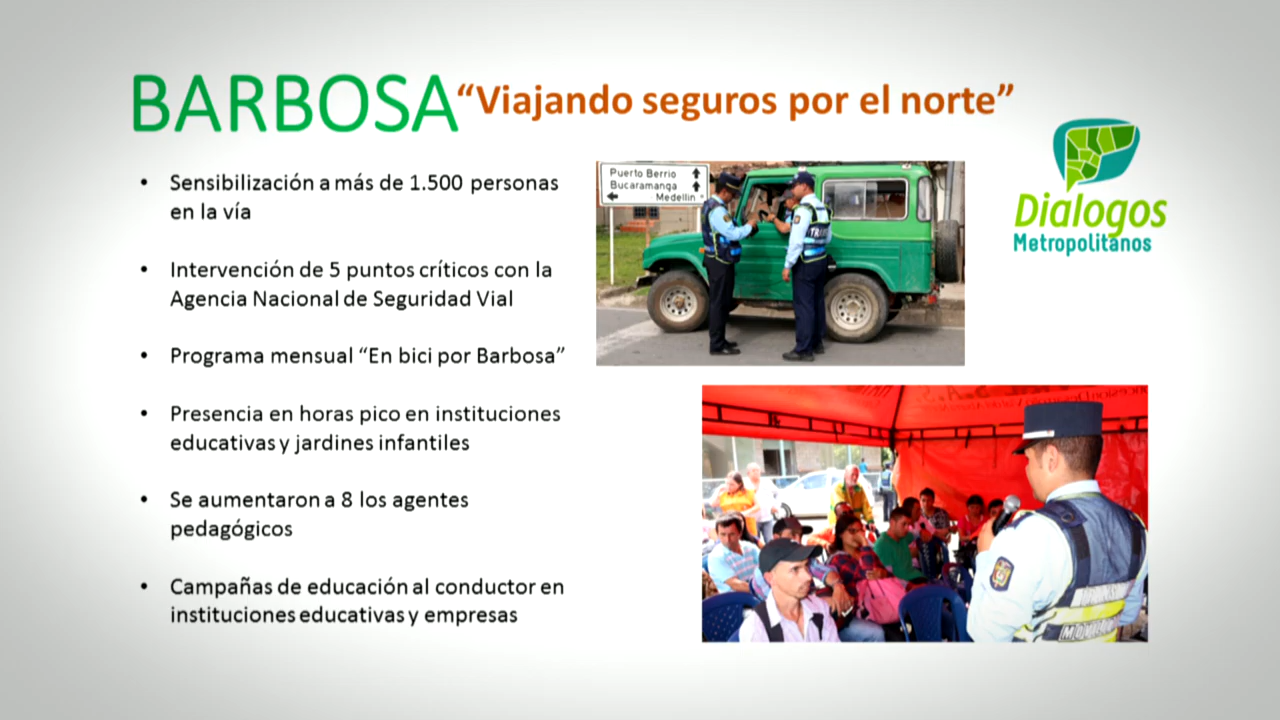 BARBOSA “Viajando seguros por el norte”
• Sensibilización a más de 1.500 personas
en la vía
• Intervención de 5 puntos críticos con la
Agencia Nacional de Seguridad Vial
• Programa mensual “En bici por Barbosa”
• Presencia en horas pico en instituciones
educativas y jardines infantiles
• Se aumentaron a 8 los agentes
pedagógicos
• Campañas de educación al conductor en
instituciones educativas y empresas
Puerto Berrio
Bucaramanga
Medellin
Dialogos
Metropolitanos